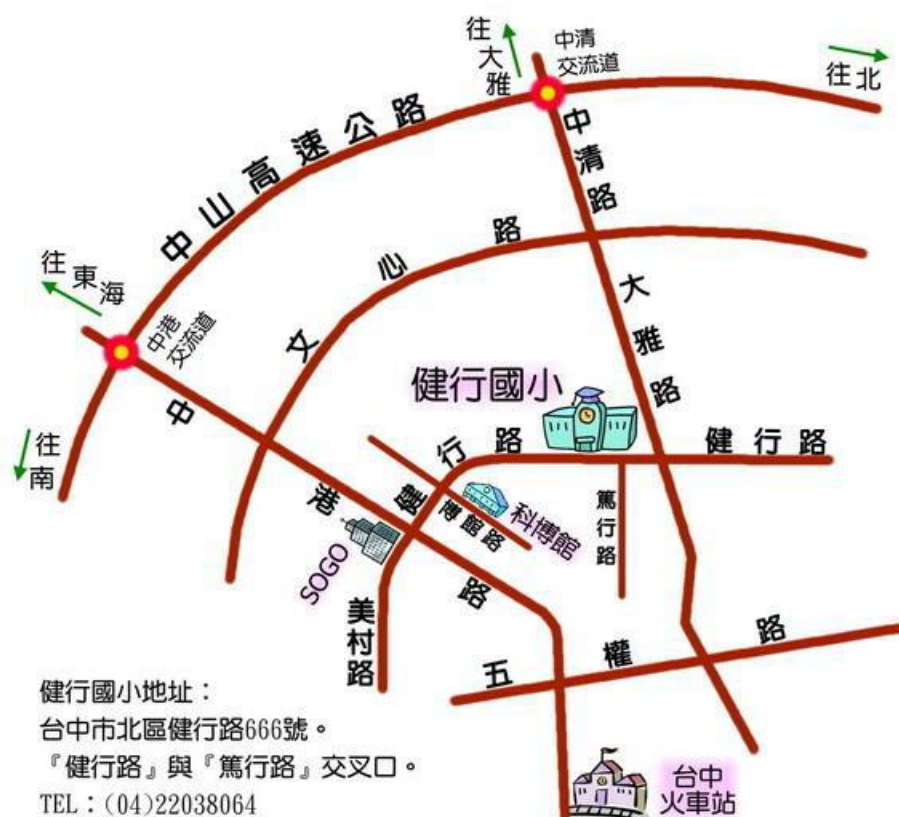 往大雅
中清
交流道
往北
中山高速公路
中清路
文心路
往東海
中港
交流道
大雅路
健行國小
中港路
往南
健行路
健行路
篤行路
博館路
科博館
SOGO
美村路
五權路
健行國小地址：
台中市北區健行路666號。
『健行路』與『篤行路』交叉口。
TEL：(04)22038064
台中
火車站